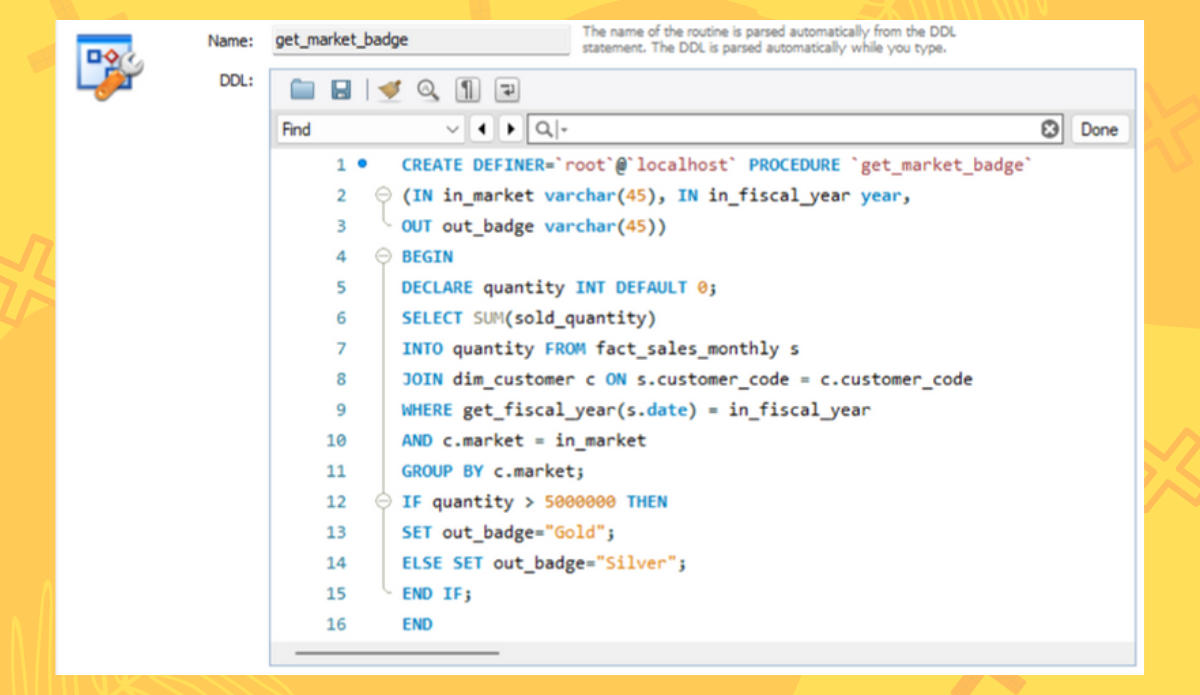 Name:
get_market_badge
The name of the routine is parsed automatically from the DDL
statement. The DDL is parsed automatically while you type.
DDL:
Find
Done
1 CREATE DEFINER=`root`@`localhost` PROCEDURE `get_market_badge`
2 (IN in_market varchar(45), IN in_fiscal_year year,
3 OUT out_badge varchar(45))
4 BEGIN
5 DECLARE quantity INT DEFAULT 0;
6 SELECT SUM(sold_quantity)
7 INTO quantity FROM fact_sales_monthly s
8 JOIN dim_customer c ON s.customer_code = c.customer_code
9 WHERE get_fiscal_year(s.date) = in_fiscal_year
10 AND c.market = in_market
11 GROUP BY c.market;
12 IF quantity > 5000000 THEN
13 SET out_badge="Gold";
14 ELSE SET out_badge="Silver";
15 END IF;
16 END